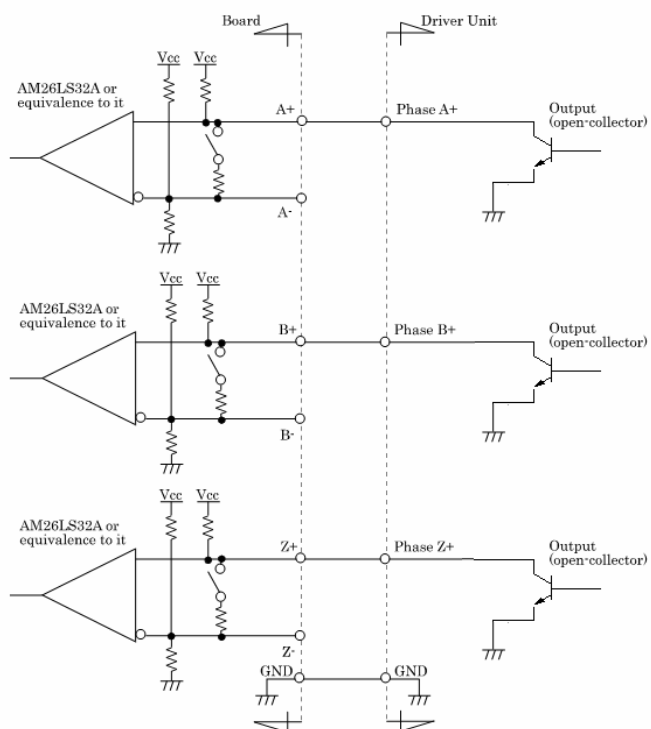 Board
Driver Unit
Vcc
Vcc
AM26LS32A or
equivalence to it
A+
Phase A+
Output
(open-collector)
A-
Vcc
Vcc
AM26LS32A or
equivalence to it
B+
Phase B+
Output
(open-collector)
B-
Vcc
Vcc
AM26LS32A or
equivalence to it
Z+
Phase Z+
Output
(open-collector)
Z-
GND
GND